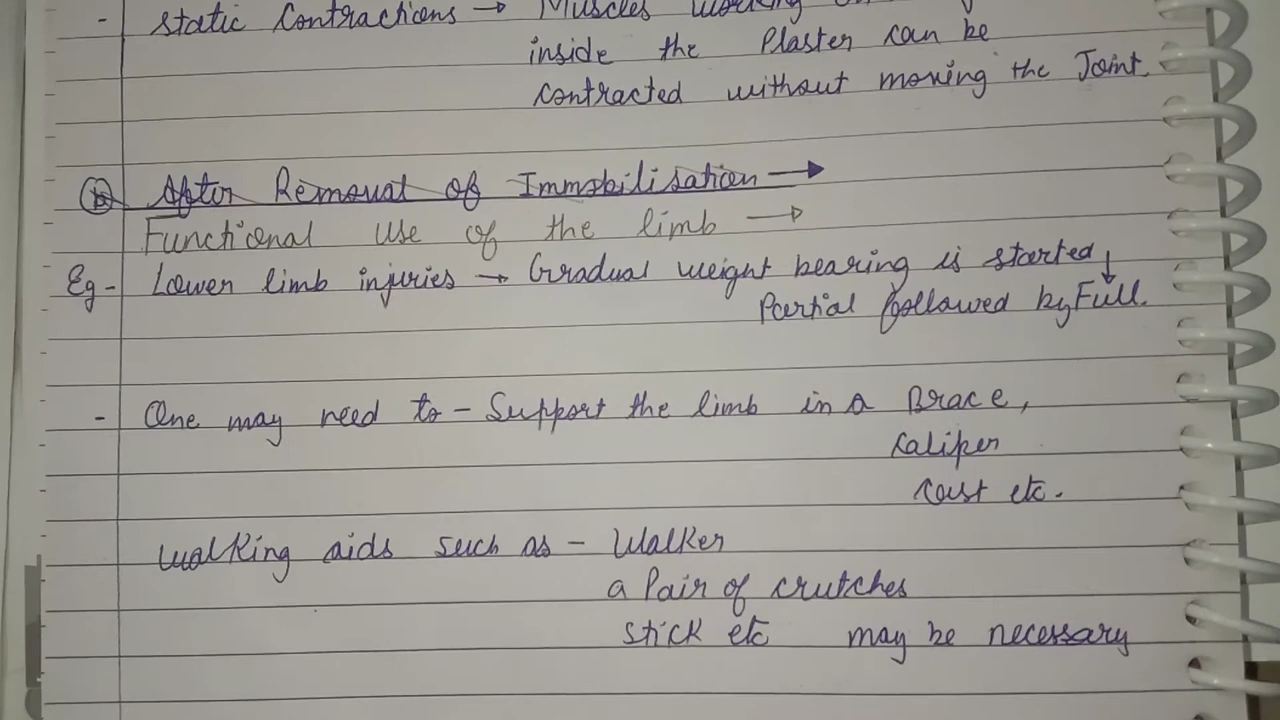 - Static Contractions → Muscles working
inside the Plaster can be
contracted without moving the Joint.
(b) After Removal of Immobilisation →
Functional use of the limb →
Eg- Lower limb injuries → Gradual weight bearing is started ↓
Partial followed by Full.
- One may need to - Support the limb in a Brace,
Caliper
Cast etc.
Walking aids such as - Walker
a Pair of crutches
stick etc may be necessary